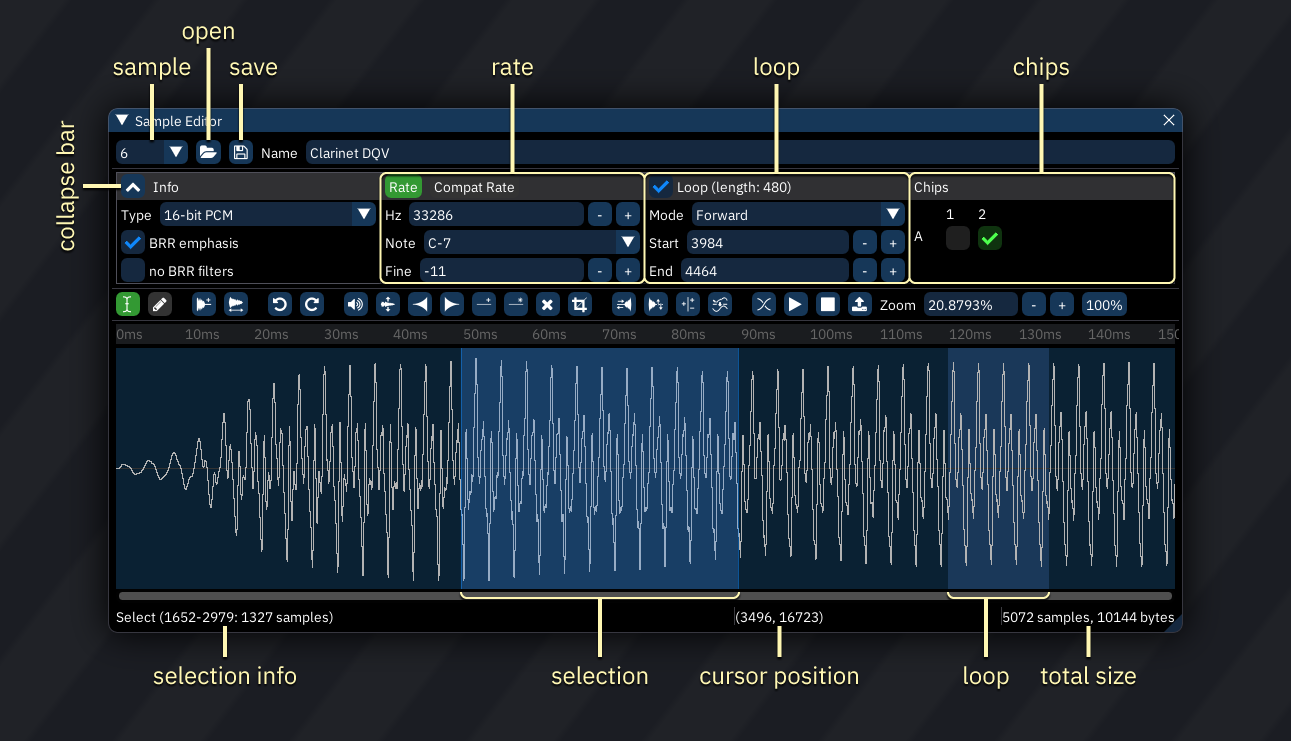 open
sample
save
rate
loop
chips
collapse bar
Sample Editor
6
Name
Clarinet DQV
Info
Rate
Compat Rate
Loop (length: 480)
Chips
Type
16-bit PCM
Hz
33286
-
+
Mode
Forward
1
2
BRR emphasis
Note
C-7
Start
3984
-
+
A
no BRR filters
Fine
-11
-
+
End
4464
-
+
Zoom
20.8793%
-
+
100%
0ms 10ms 20ms 30ms 40ms 50ms 60ms 70ms 80ms 90ms 100ms 110ms 120ms 130ms 140ms 150
Select (1652-2979: 1327 samples)
(3496, 16723)
5072 samples, 10144 bytes
selection info
selection
cursor position
loop
total size